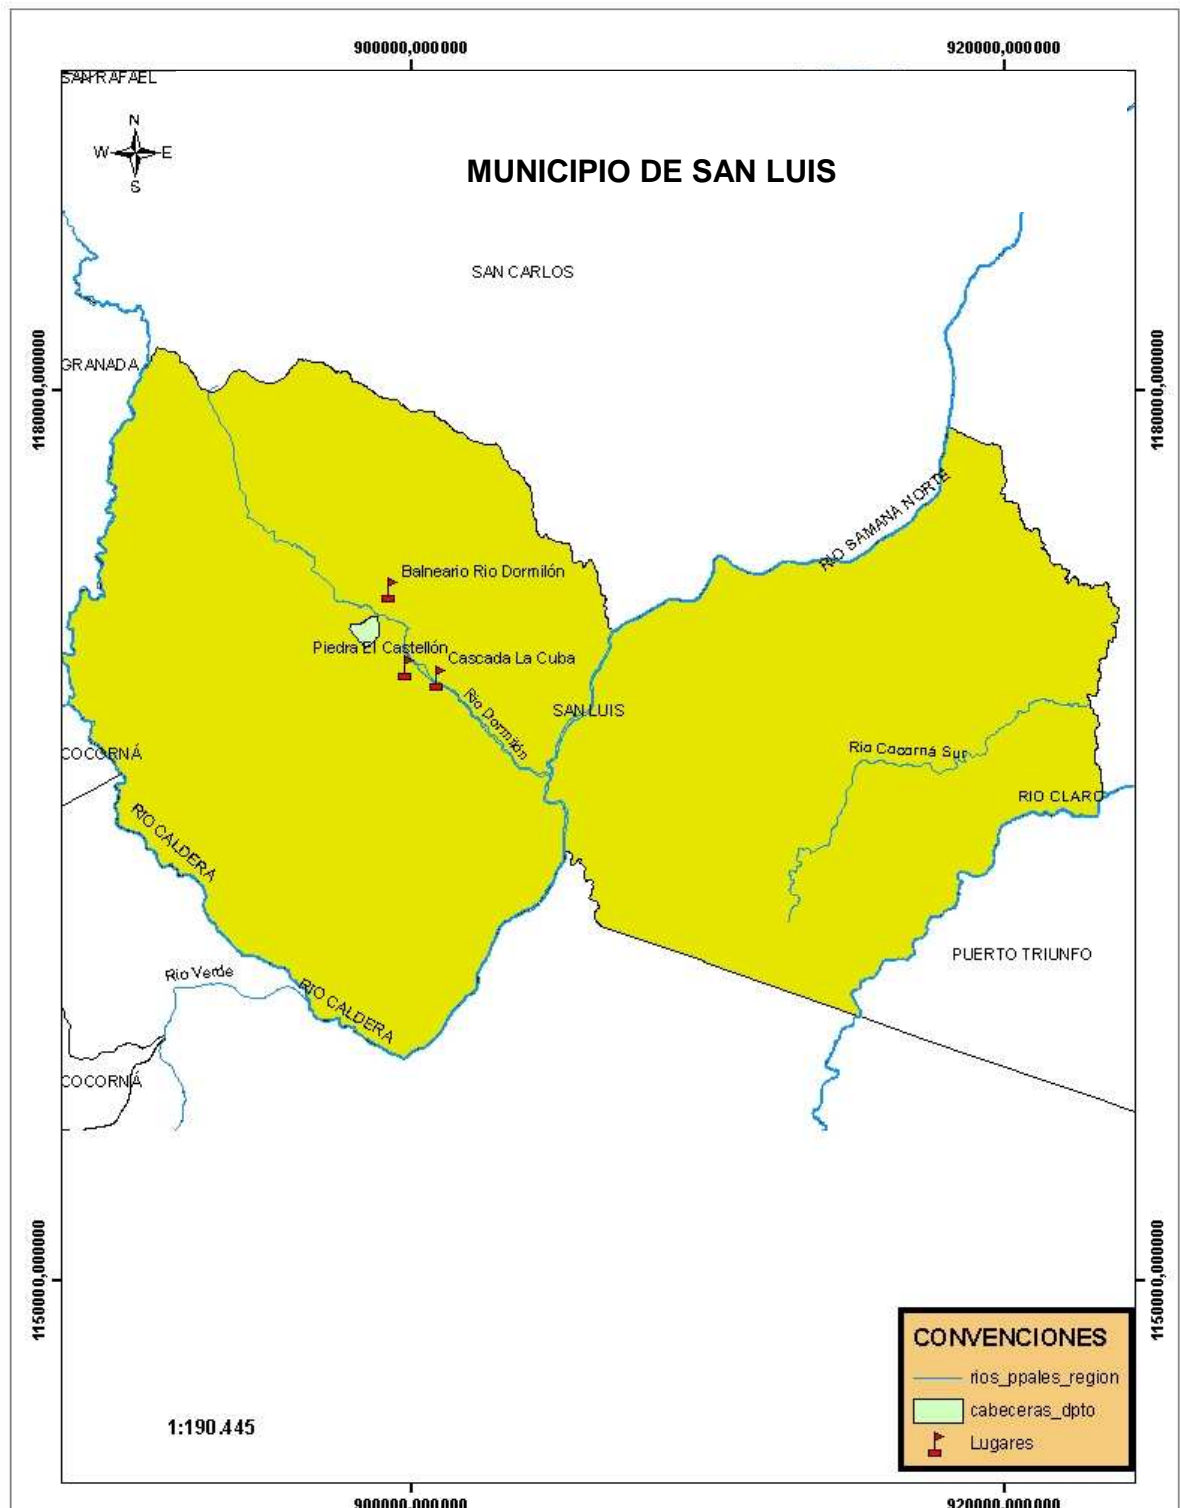 900000,000000
920000,000000
SAN RAFAEL
N
W
E
S
MUNICIPIO DE SAN LUIS
SAN CARLOS
GRANADA
1180000,000000
1180000,000000
RIO SAMANÁ NORTE
Balneario Rio Dormilón
Piedra El Castellón
Cascada La Cuba
Rio Dormilón
SAN LUIS
COCORNÁ
Rio Cocorná Sur
RIO CLARO
RIO CALDERA
PUERTO TRIUNFO
Rio Verde
RIO CALDERA
COCORNÁ
1150000,000000
1150000,000000
CONVENCIONES
rios_ppales_region
cabeceras_dpto
Lugares
1:190.445
900000,000000
920000,000000